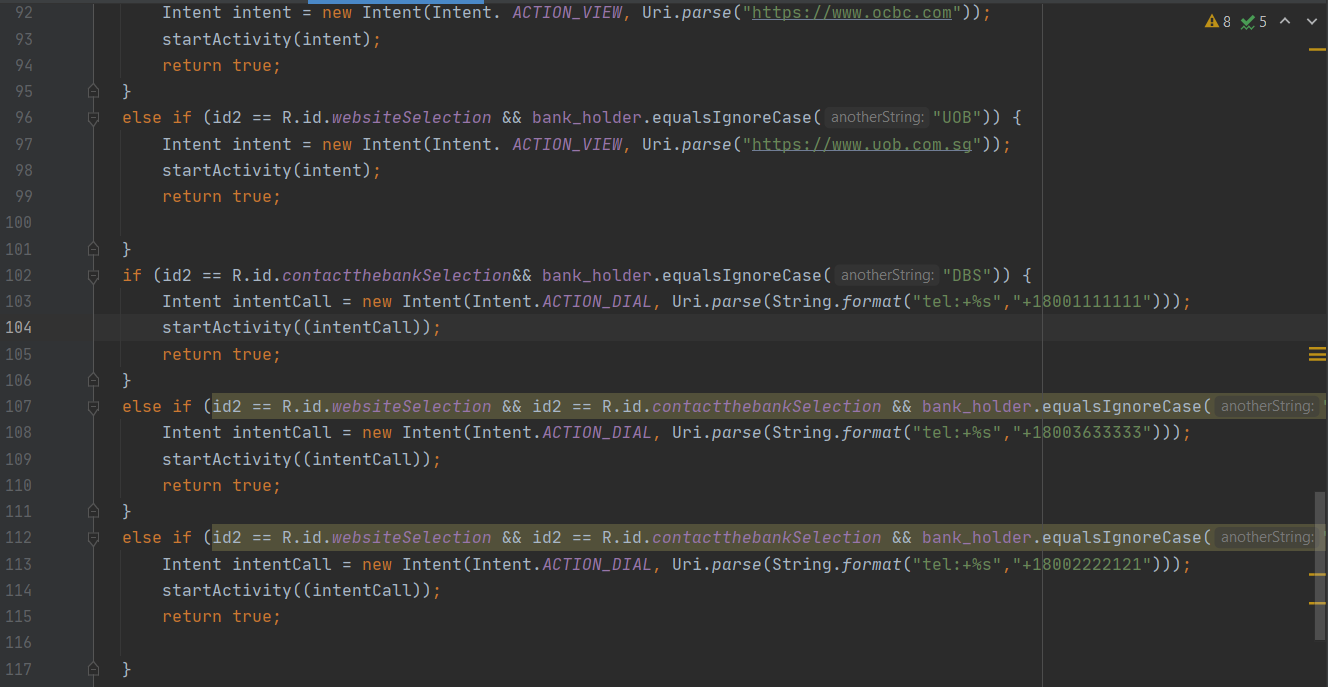 92 Intent intent = new Intent(Intent. ACTION_VIEW, Uri.parse("https://www.ocbc.com"));
8 5
93 startActivity(intent);
94 return true;
95 }
96 else if (id2 == R.id.websiteSelection && bank_holder.equalsIgnoreCase( anotherString: "UOB")) {
97 Intent intent = new Intent(Intent. ACTION_VIEW, Uri.parse("https://www.uob.com.sg"));
98 startActivity(intent);
99 return true;
100
101 }
102 if (id2 == R.id.contactthebankSelection&& bank_holder.equalsIgnoreCase( anotherString: "DBS")) {
103 Intent intentCall = new Intent(Intent.ACTION_DIAL, Uri.parse(String.format("tel:+%s","+18001111111")));
104 startActivity((intentCall));
105 return true;
106 }
107 else if (id2 == R.id.websiteSelection && id2 == R.id.contactthebankSelection && bank_holder.equalsIgnoreCase( anotherString: "
108 Intent intentCall = new Intent(Intent.ACTION_DIAL, Uri.parse(String.format("tel:+%s","+18003633333")));
109 startActivity((intentCall));
110 return true;
111 }
112 else if (id2 == R.id.websiteSelection && id2 == R.id.contactthebankSelection && bank_holder.equalsIgnoreCase( anotherString:
113 Intent intentCall = new Intent(Intent.ACTION_DIAL, Uri.parse(String.format("tel:+%s","+18002222121")));
114 startActivity((intentCall));
115 return true;
116
117 }